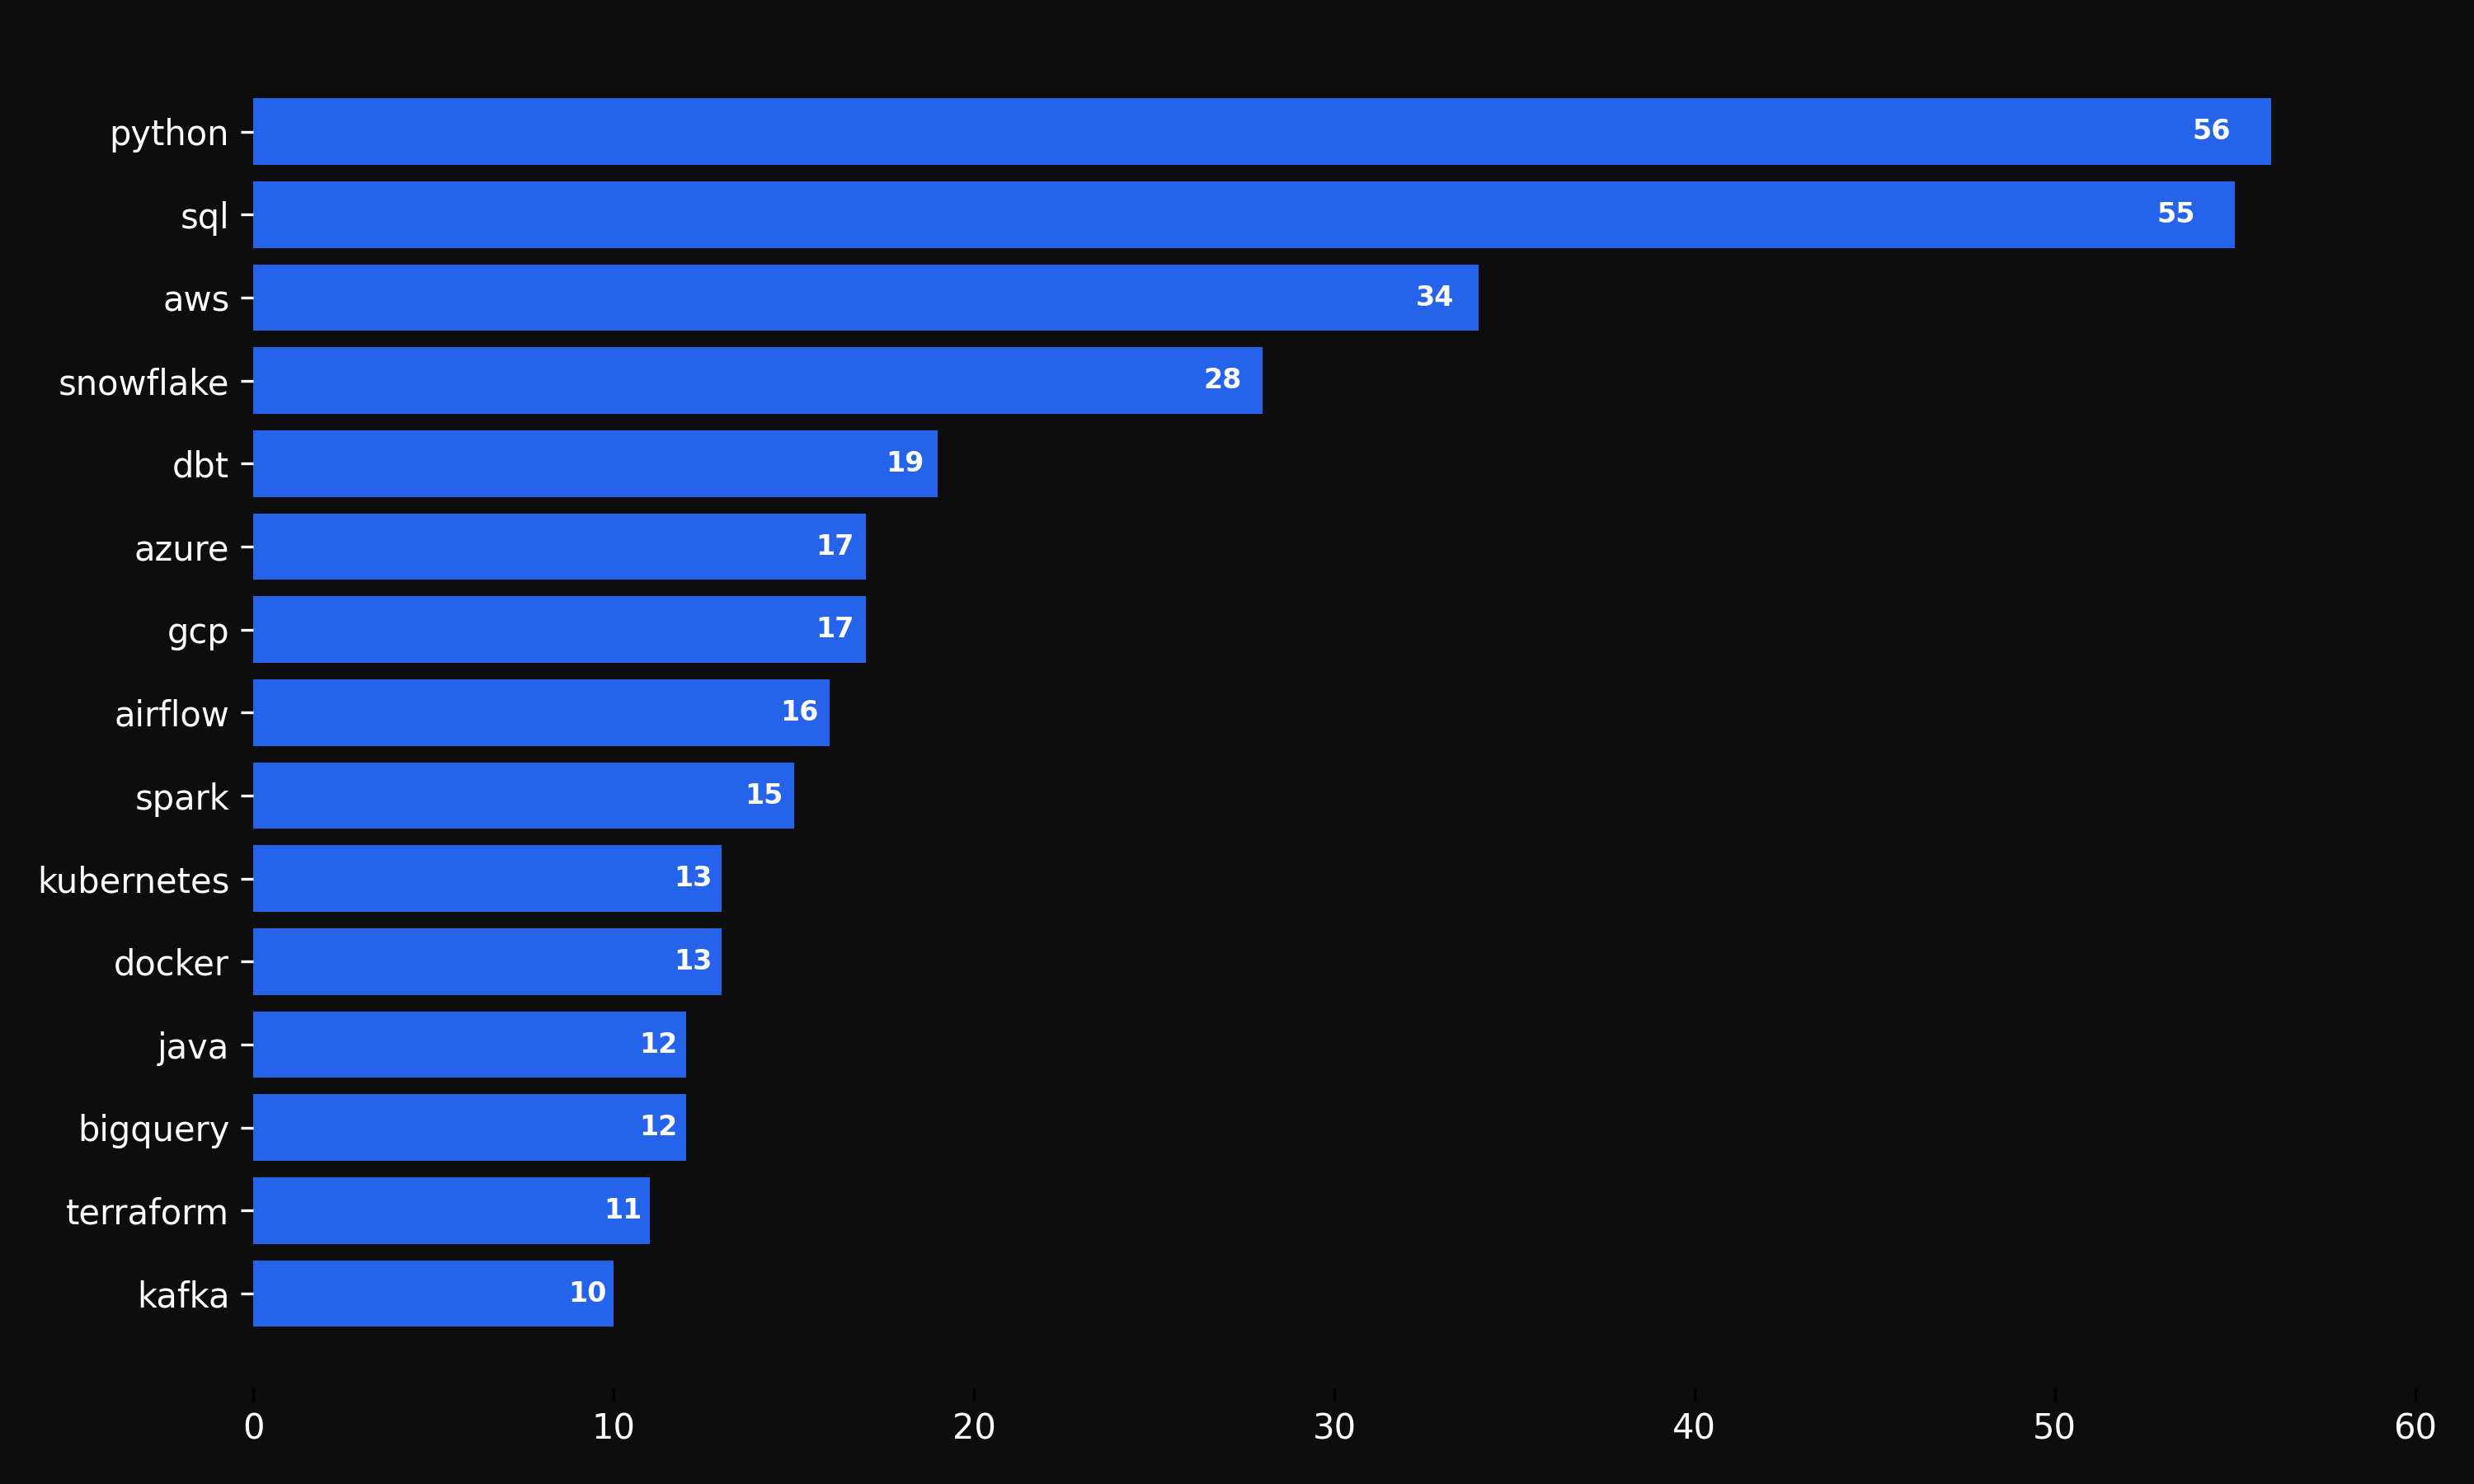 python 56
sql 55
aws 34
snowflake 28
dbt 19
azure 17
gcp 17
airflow 16
spark 15
kubernetes 13
docker 13
java 12
bigquery 12
terraform 11
kafka 10
0 10 20 30 40 50 60